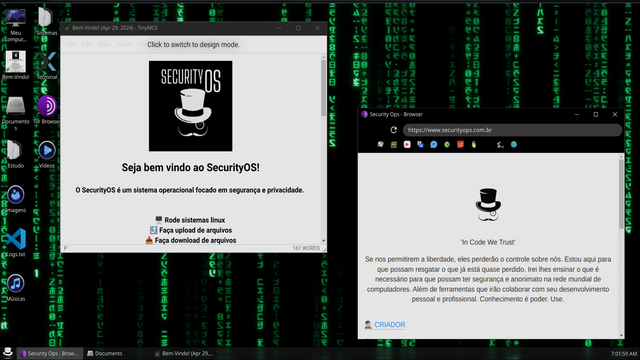 Meu
Comput...
Sistemas
Bem-Vindo!
Terminal
Documento
s
Tor Browser
Estudo
Vídeos
Imagens
Logs.txt
Músicas
Bem-Vindo! (Apr 29, 2024) - TinyMCE
Click to switch to design mode.
SECURITY OS
Seja bem vindo ao SecurityOS!
O SecurityOS é um sistema operacional focado em segurança e privacidade.
Rode sistemas linux
Faça upload de arquivos
Faça download de arquivos
P
161 WORDS
Security Ops - Browser
https://www.securityops.com.br
'In Code We Trust'
Se nos permitirem a liberdade, eles perderão o controle sobre nós. Estou aqui para
que possam resgatar o que já está quase perdido. Irei lhes ensinar o que é
necessário para que possam ter segurança e anonimato na rede mundial de
computadores. Além de ferramentas que irão colaborar com seu desenvolvimento
pessoal e profissional. Conhecimento é poder. Use.
CRIADOR
Security Ops - Brow...
Documents
Bem-Vindo! (Apr 29,...
7:01:59 AM